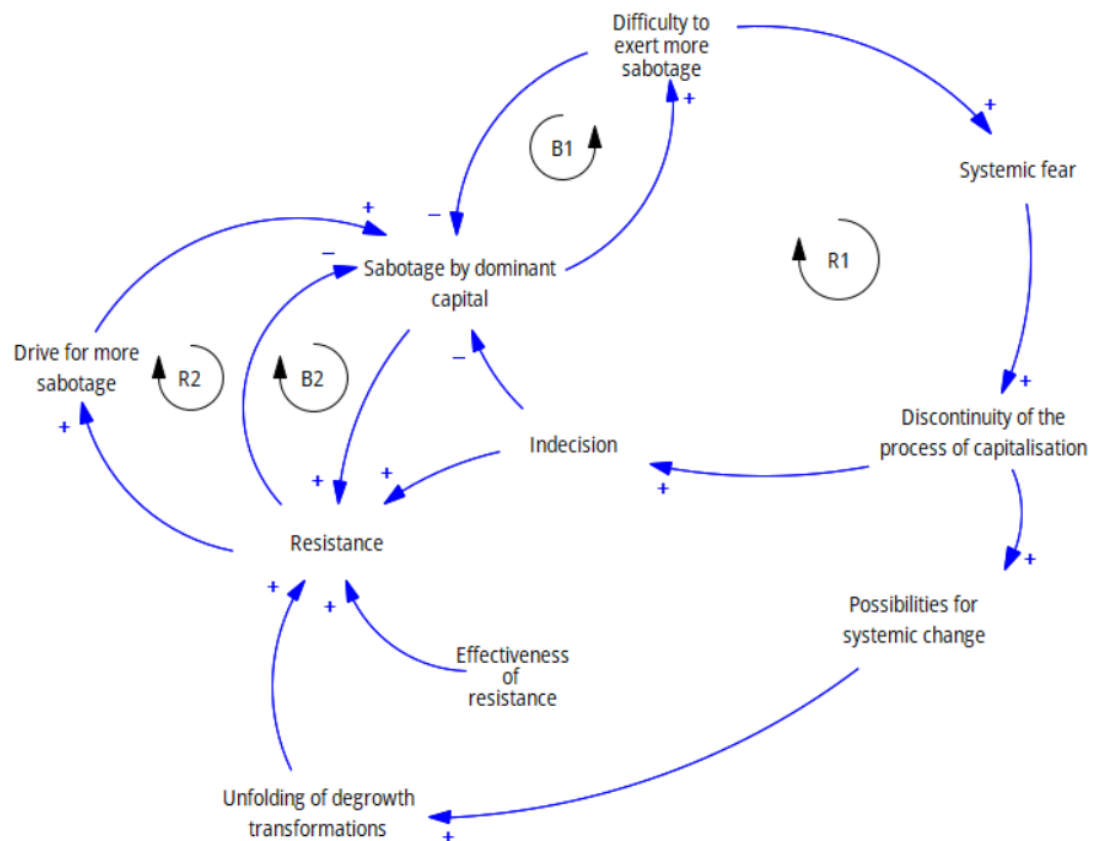 Difficulty to
exert more
sabotage
+
+
B1
Systemic fear
+
−
−
R1
Sabotage by dominant
capital
Drive for more
sabotage
R2
B2
−
+
Discontinuity of the
process of capitalisation
+
Indecision
+
+
+
Resistance
+
+
+
Possibilities for
systemic change
Effectiveness
of
resistance
Unfolding of degrowth
transformations
+